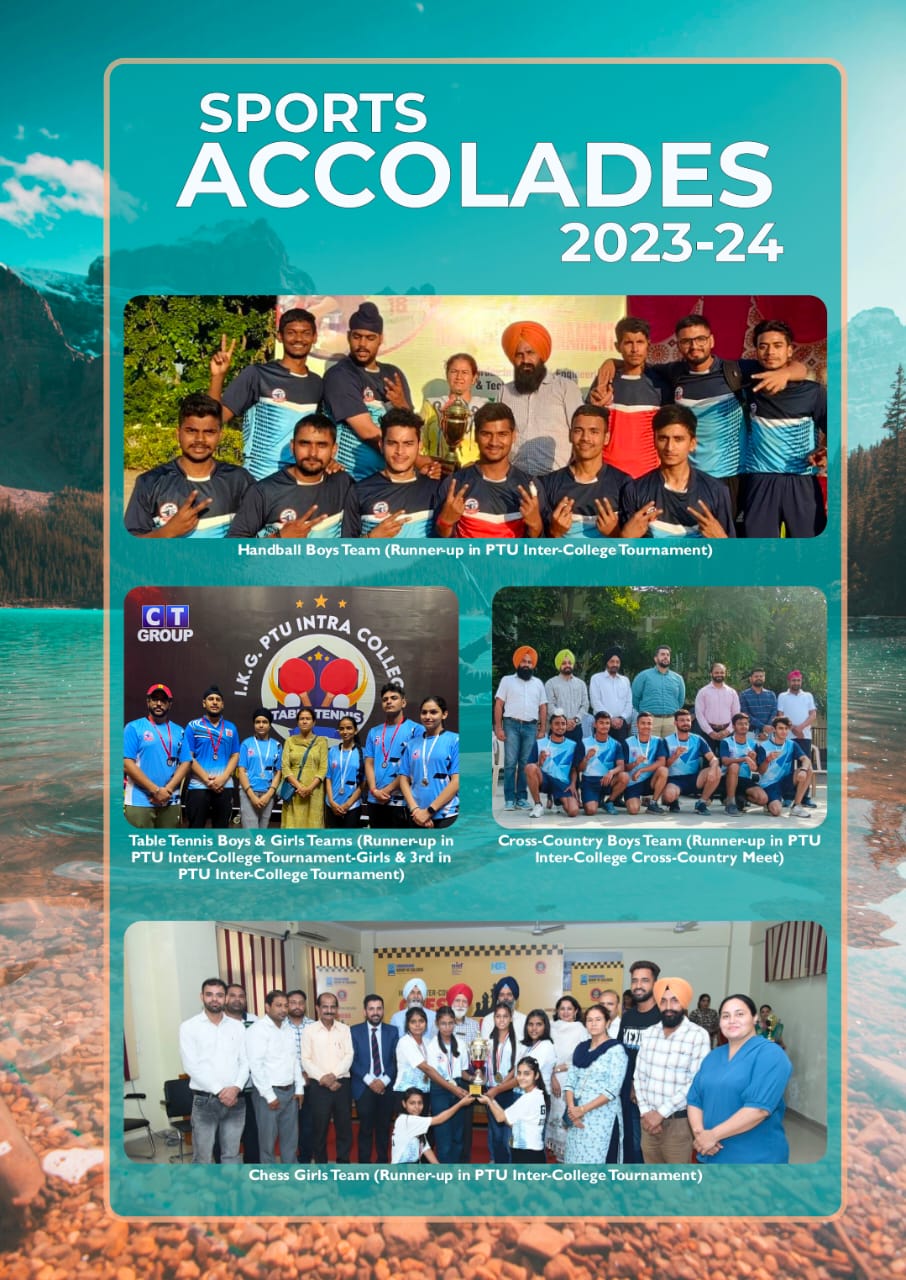 SPORTS
ACCOLADES
2023-24
18
Handball Boys Team (Runner-up in PTU Inter-College Tournament)
CT
GROUP
I.K.G. PTU INTRA COLLEG
TABLE TENNIS
Table Tennis Boys & Girls Teams (Runner-up in
PTU Inter-College Tournament-Girls & 3rd in
PTU Inter-College Tournament)
Cross-Country Boys Team (Runner-up in PTU
Inter-College Cross-Country Meet)
Chess Girls Team (Runner-up in PTU Inter-College Tournament)